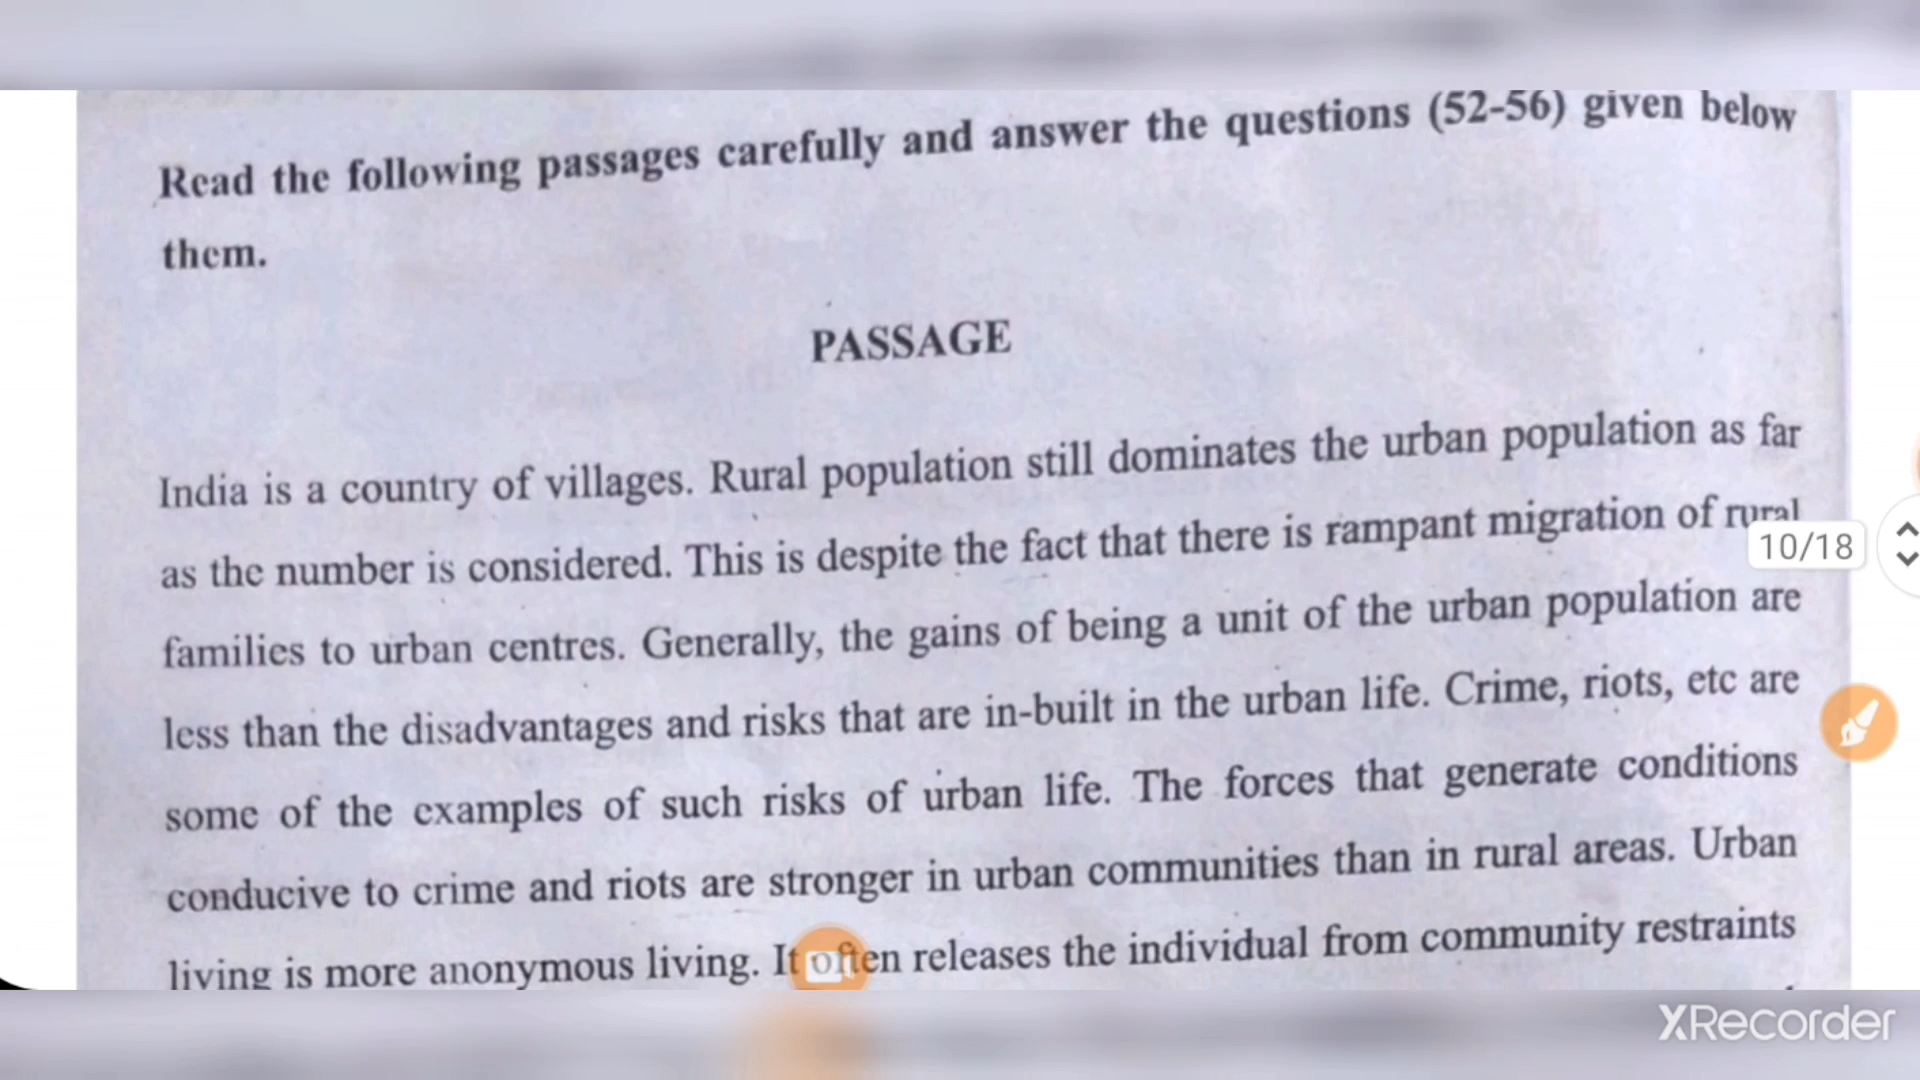 Read the following passages carefully and answer the questions (52-56) given below
them.
PASSAGE
India is a country of villages. Rural population still dominates the urban population as far
as the number is considered. This is despite the fact that there is rampant migration of rural
10/18
families to urban centres. Generally, the gains of being a unit of the urban population are
less than the disadvantages and risks that are in-built in the urban life. Crime, riots, etc are
some of the examples of such risks of urban life. The forces that generate conditions
conducive to crime and riots are stronger in urban communities than in rural areas. Urban
living is more anonymous living. It often releases the individual from community restraints
XRecorder